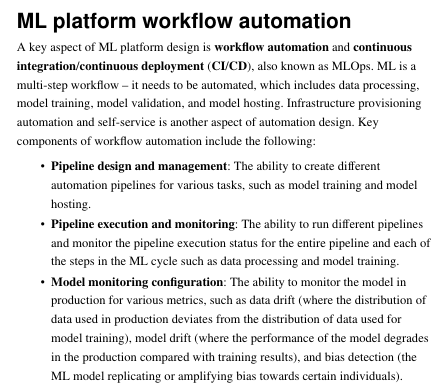 ML platform workflow automation
A key aspect of ML platform design is workflow automation and continuous
integration/continuous deployment (CI/CD), also known as MLOps. ML is a
multi-step workflow – it needs to be automated, which includes data processing,
model training, model validation, and model hosting. Infrastructure provisioning
automation and self-service is another aspect of automation design. Key
components of workflow automation include the following:
• Pipeline design and management: The ability to create different
automation pipelines for various tasks, such as model training and model
hosting.
• Pipeline execution and monitoring: The ability to run different pipelines
and monitor the pipeline execution status for the entire pipeline and each of
the steps in the ML cycle such as data processing and model training.
• Model monitoring configuration: The ability to monitor the model in
production for various metrics, such as data drift (where the distribution of
data used in production deviates from the distribution of data used for
model training), model drift (where the performance of the model degrades
in the production compared with training results), and bias detection (the
ML model replicating or amplifying bias towards certain individuals).